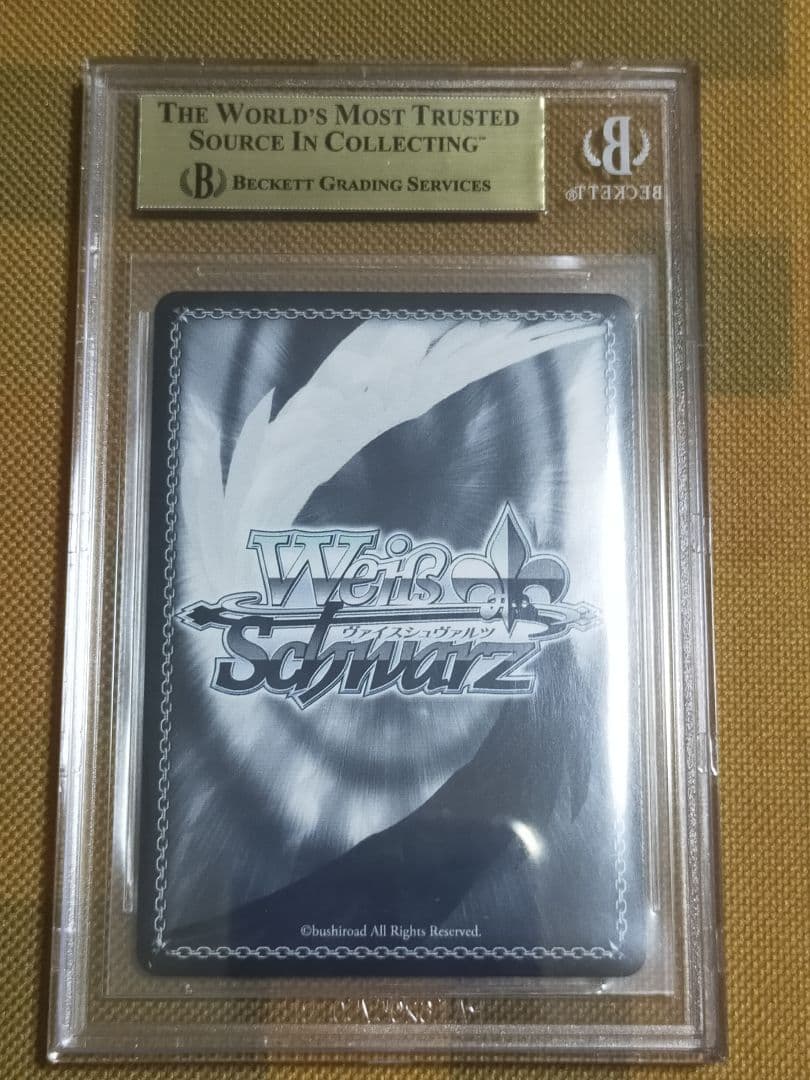 THE WORLD'S MOST TRUSTED
SOURCE IN COLLECTING™
B BECKETT GRADING SERVICES
B
BECKETT®
Weiß
ヴァイスシュヴァルツ
Schwarz
©bushiroad All Rights Reserved.